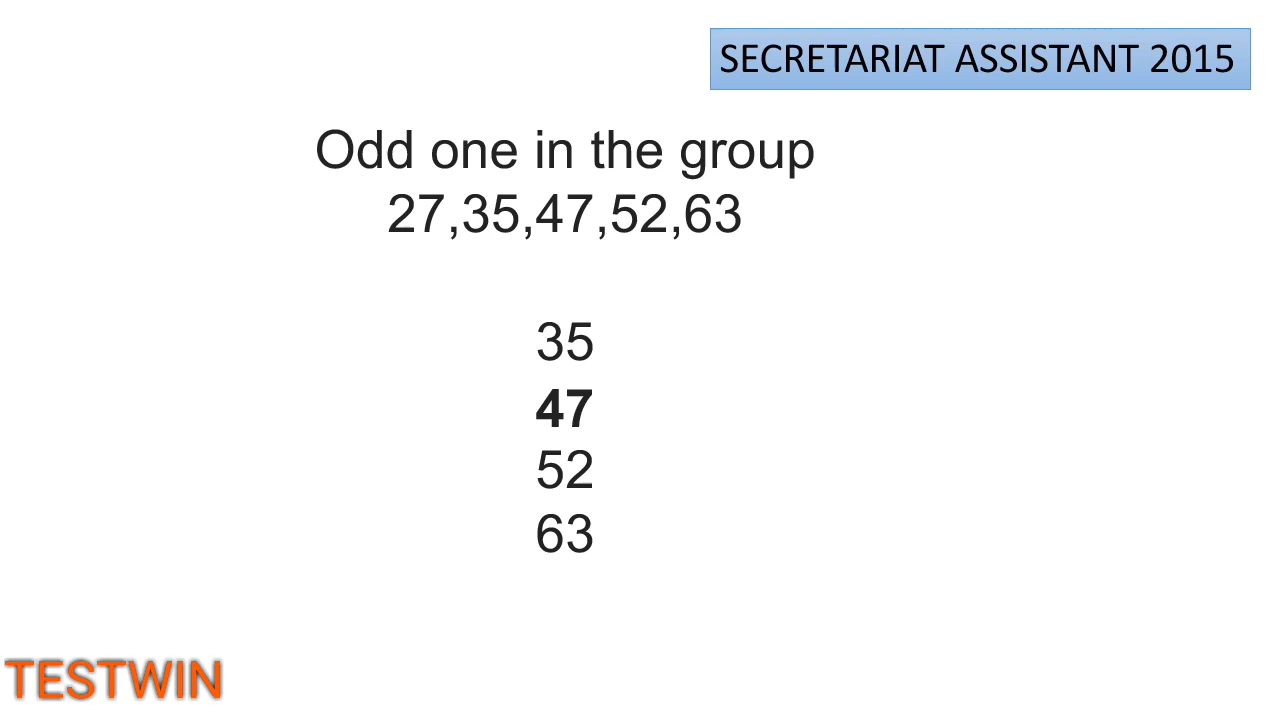 SECRETARIAT ASSISTANT 2015
Odd one in the group
27,35,47,52,63
35
47
52
63
TESTWIN